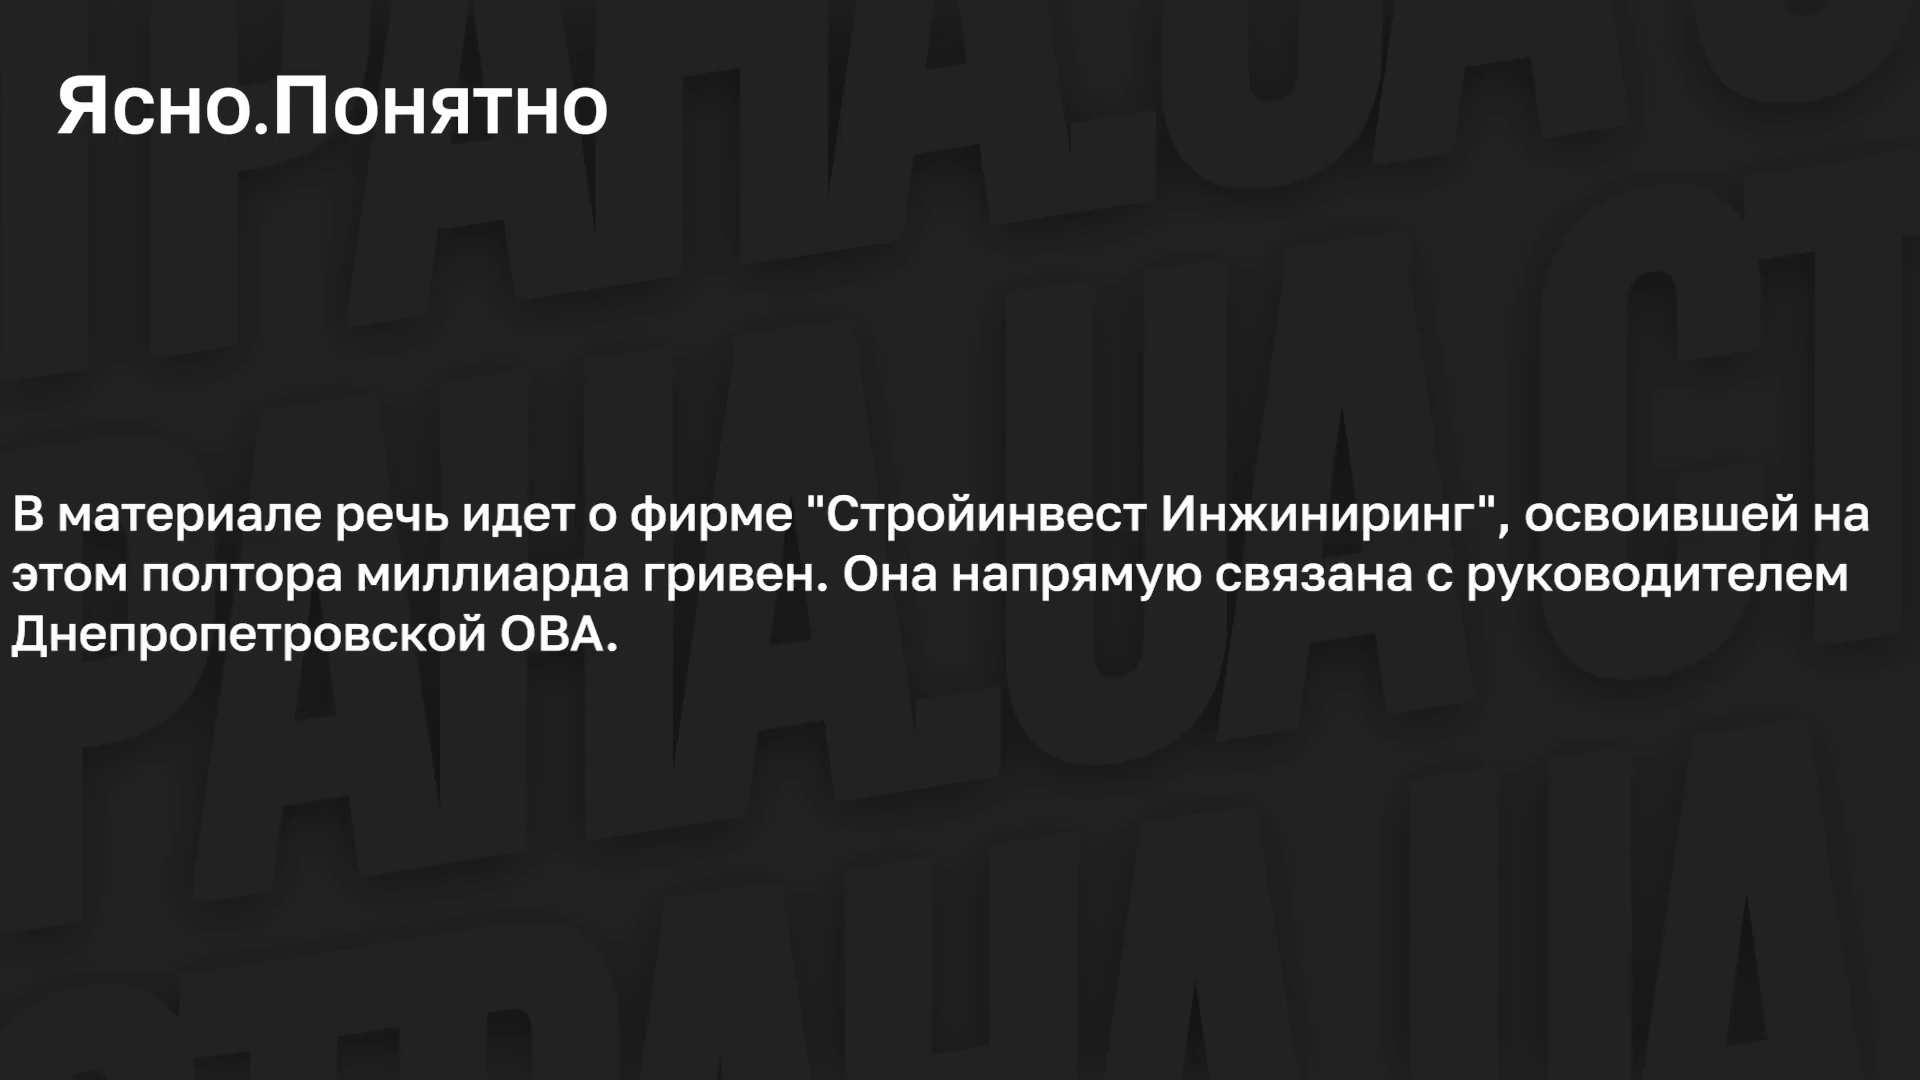 Ясно.Понятно
В материале речь идет о фирме "Стройинвест Инжиниринг", освоившей на
этом полтора миллиарда гривен. Она напрямую связана с руководителем
Днепропетровской ОВА.